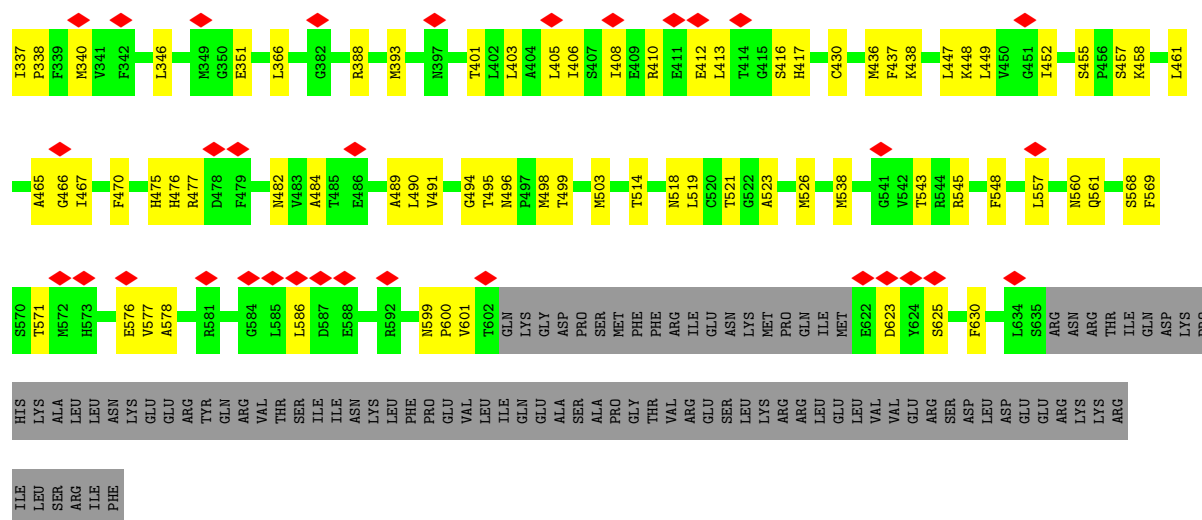 I337 P338 F339 M340 V341 F342 L346 M349 G350 E351 L366 G382 R388 M393 N397 T401 L402 L403 A404 L405 I406 S407 I408 E409 R410 E411 E412 L413 T414 G415 S416 H417 C430 M436 F437 K438 L447 K448 L449 V450 G451 I452 S455 P456 S457 K458 L461
A465 G466 I467 F470 H475 H476 R477 D478 F479 N482 V483 A484 T485 E486 A489 L490 V491 G494 T495 N496 P497 M498 T499 M503 T514 N518 L519 C520 T521 G522 A523 M526 M538 G541 V542 T543 R544 R545 F548 L557 N560 Q561 S568 F569
S570 T571 M572 H573 E576 V577 A578 R581 G584 L585 L586 D587 E588 R592 N599 P600 V601 T602 GLN LYS GLY ASP PRO SER MET PHE PHE ARG ILE GLU ASN LYS MET PRO GLN ILE MET E622 D623 Y624 S625 F630 L634 S635 ARG ASN ARG THR ILE GLN ASP LYS PRO
HIS LYS ALA LEU LEU ASN LYS GLU GLU ARG TYR GLN ARG VAL THR SER ILE ILE ASN LYS LEU PHE PRO GLU VAL LEU ILE GLN GLU ALA SER ALA PRO GLY THR VAL ARG GLU SER LEU LYS ARG ARG LEU GLU LEU VAL VAL GLU ARG SER ASP LEU ASP GLU GLU ARG LYS LYS ARG
ILE LEU SER ARG ILE PHE